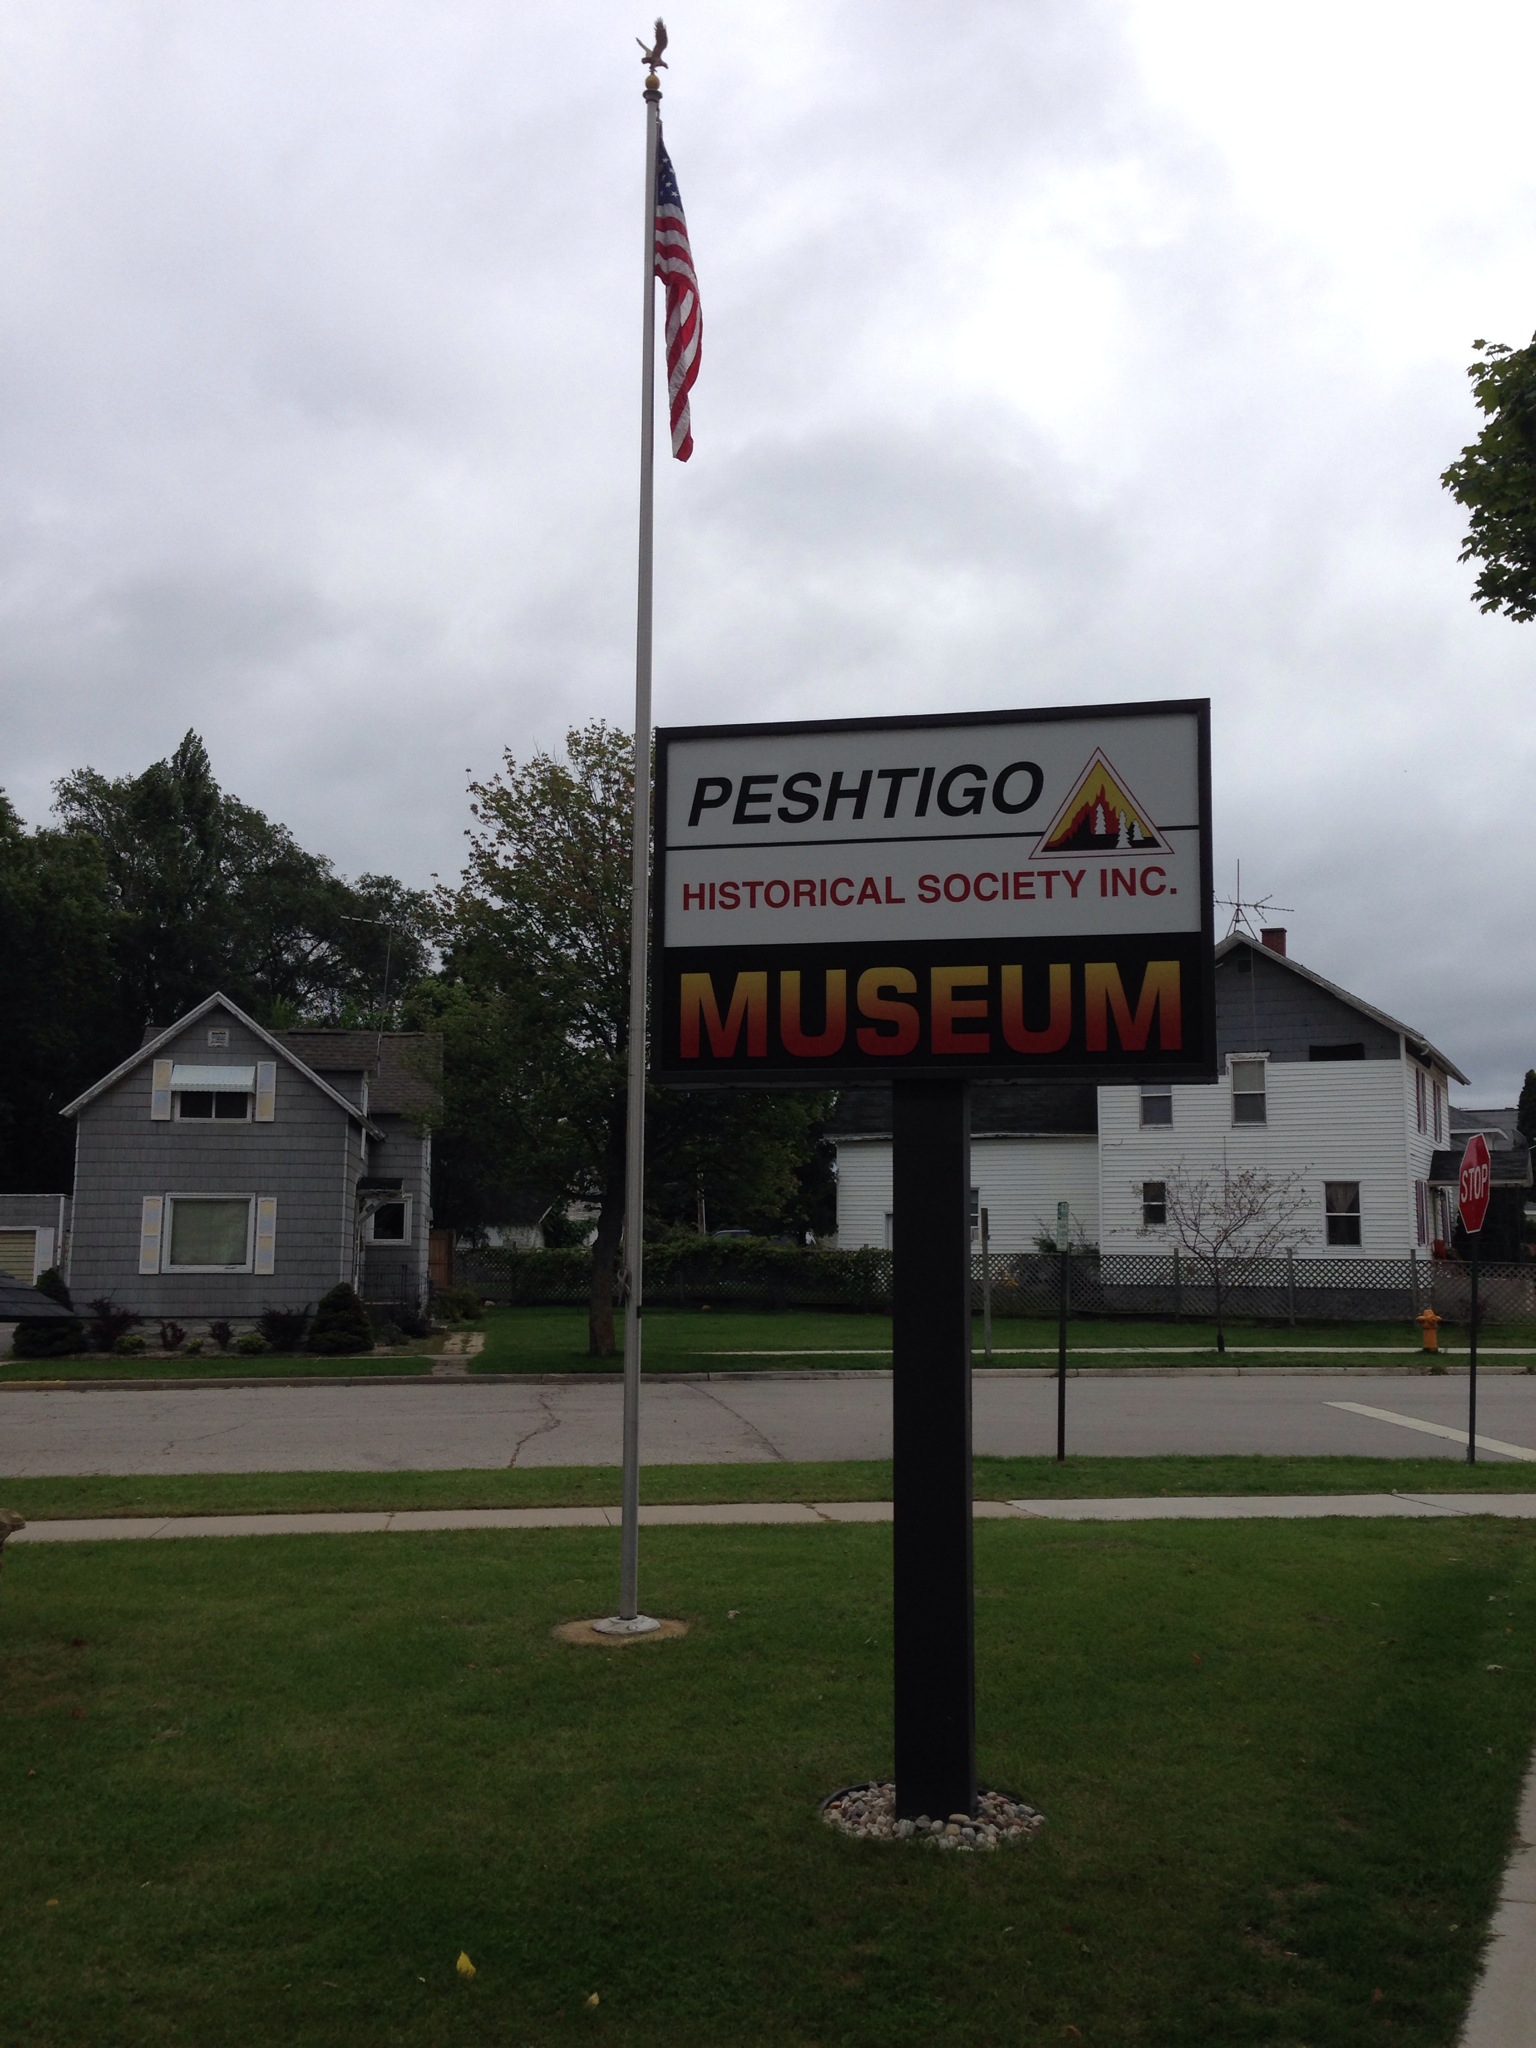 PESHTIGO
HISTORICAL SOCIETY INC.
MUSEUM
STOP